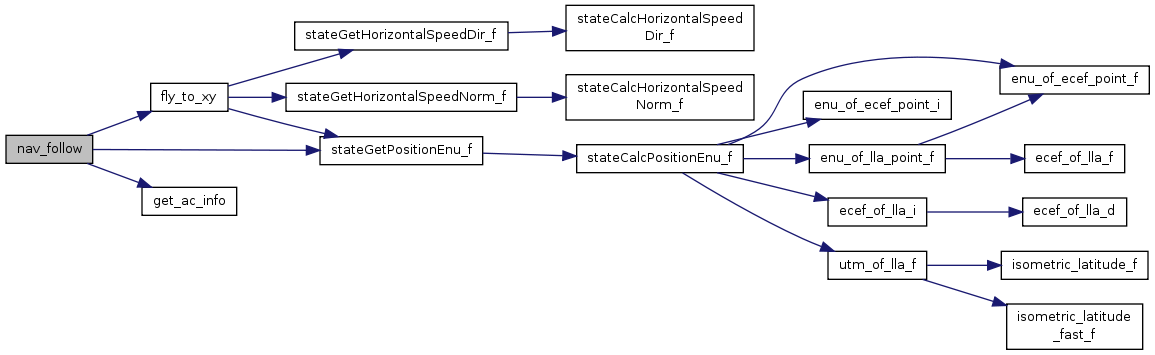 nav_follow
fly_to_xy
get_ac_info
stateGetHorizontalSpeedDir_f
stateGetHorizontalSpeedNorm_f
stateGetPositionEnu_f
stateCalcHorizontalSpeed
Dir_f
stateCalcHorizontalSpeed
Norm_f
stateCalcPositionEnu_f
enu_of_ecef_point_i
enu_of_lla_point_f
ecef_of_lla_i
utm_of_lla_f
enu_of_ecef_point_f
ecef_of_lla_f
ecef_of_lla_d
isometric_latitude_f
isometric_latitude
_fast_f